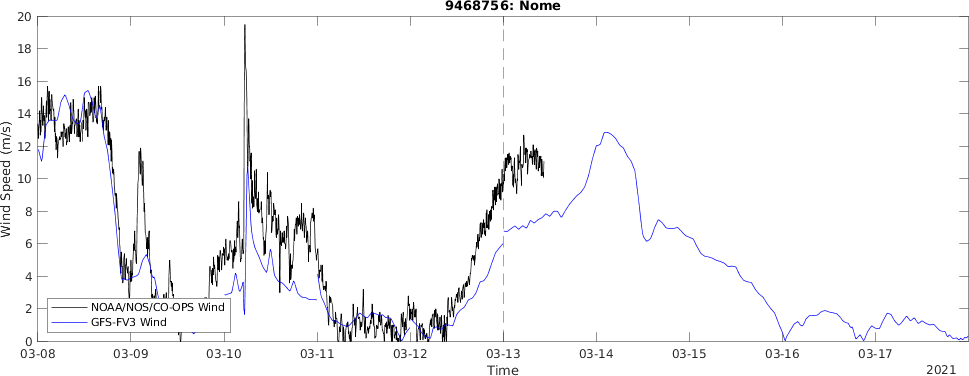 9468756: Nome
20
18
16
14
12
10
8
6
4
2
0
Wind Speed (m/s)
NOAA/NOS/CO-OPS Wind
GFS-FV3 Wind
03-08 03-09 03-10 03-11 03-12 03-13 03-14 03-15 03-16 03-17
Time
2021